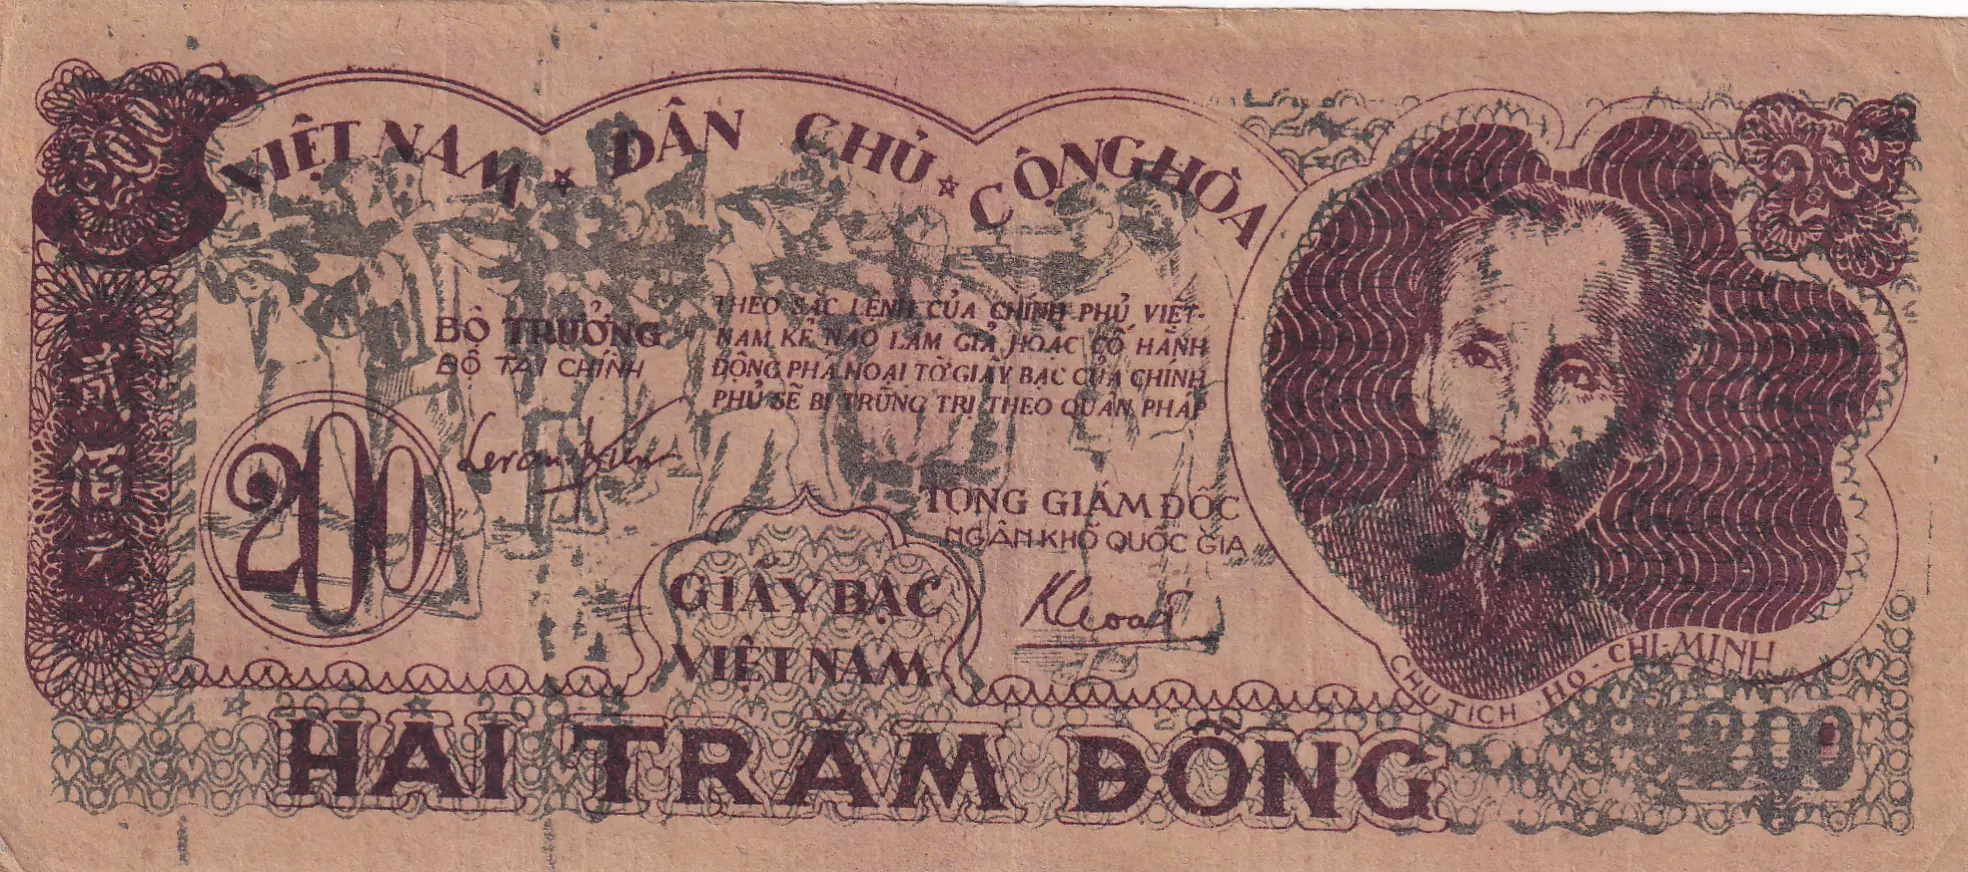 200
VIỆT NAM ★ DÂN CHỦ ★ CỘNG HÒA
BỘ TRƯỞNG
BỘ TÀI CHÍNH
THEO SẮC LỆNH CỦA CHÍNH PHỦ VIỆT-
NAM KẺ NÀO LÀM GIẢ HOẶC CÓ HÀNH
ĐỘNG PHÁ HOẠI TỜ GIẤY BẠC CỦA CHÍNH
PHỦ SẼ BỊ TRỪNG TRỊ THEO QUÂN PHÁP
貳
佰
200
TỔNG GIÁM ĐỐC
NGÂN KHỐ QUỐC GIA
GIẤY BẠC
VIỆT NAM
CHỦ TỊCH HỒ-CHÍ-MINH
HAI TRĂM ĐỒNG
200